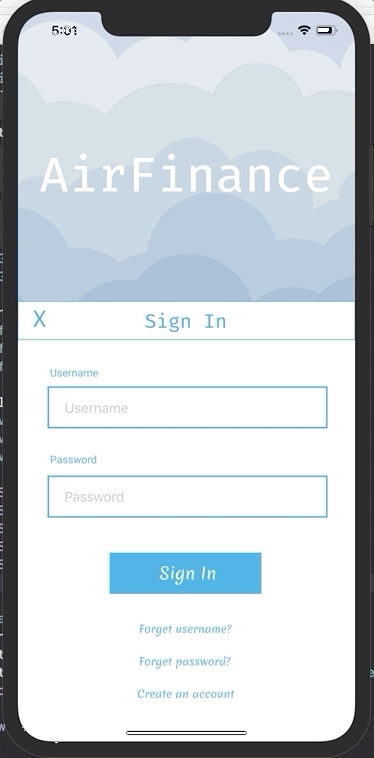 5:01
AirFinance
X Sign In
Username
Username
Password
Password
Sign In
Forget username?
Forget password?
Create an account